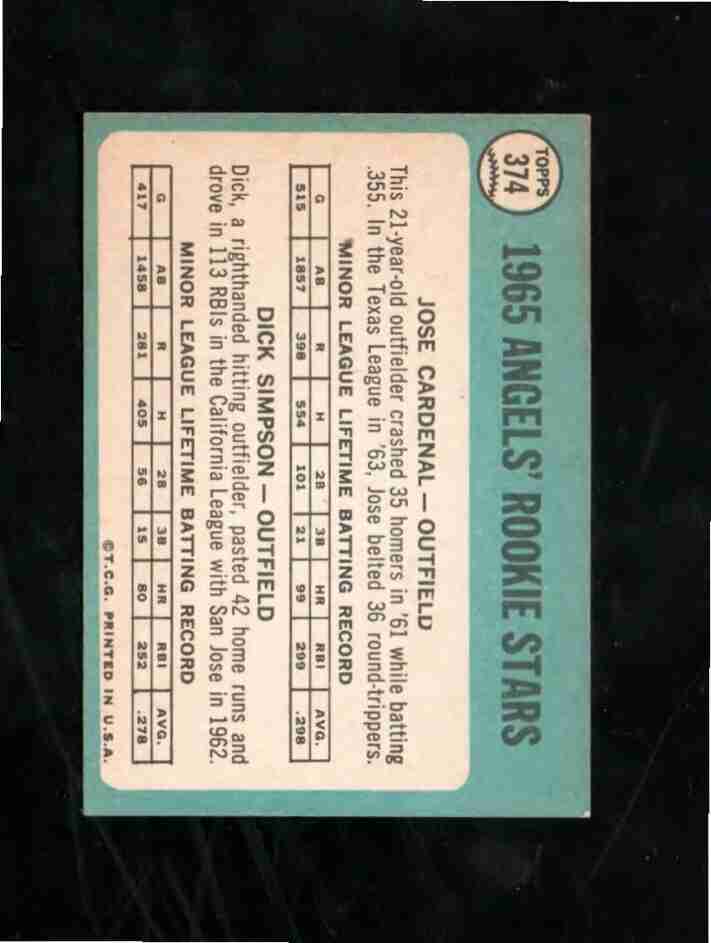 TOPPS
374
1965 ANGELS' ROOKIE STARS
JOSE CARDENAL — OUTFIELD
This 21-year-old outfielder crashed 35 homers in '61 while batting
.355. In the Texas League in '63, Jose belted 36 round-trippers.
MINOR LEAGUE LIFETIME BATTING RECORD
G AB R H 2B 3B HR RBI AVG.
515 1857 398 554 101 21 99 299 .298
DICK SIMPSON — OUTFIELD
Dick, a righthanded hitting outfielder, pasted 42 home runs and
drove in 113 RBIs in the California League with San Jose in 1962.
MINOR LEAGUE LIFETIME BATTING RECORD
G AB R H 2B 3B HR RBI AVG.
417 1458 281 405 56 15 80 252 .278
©T.C.G. PRINTED IN U.S.A.